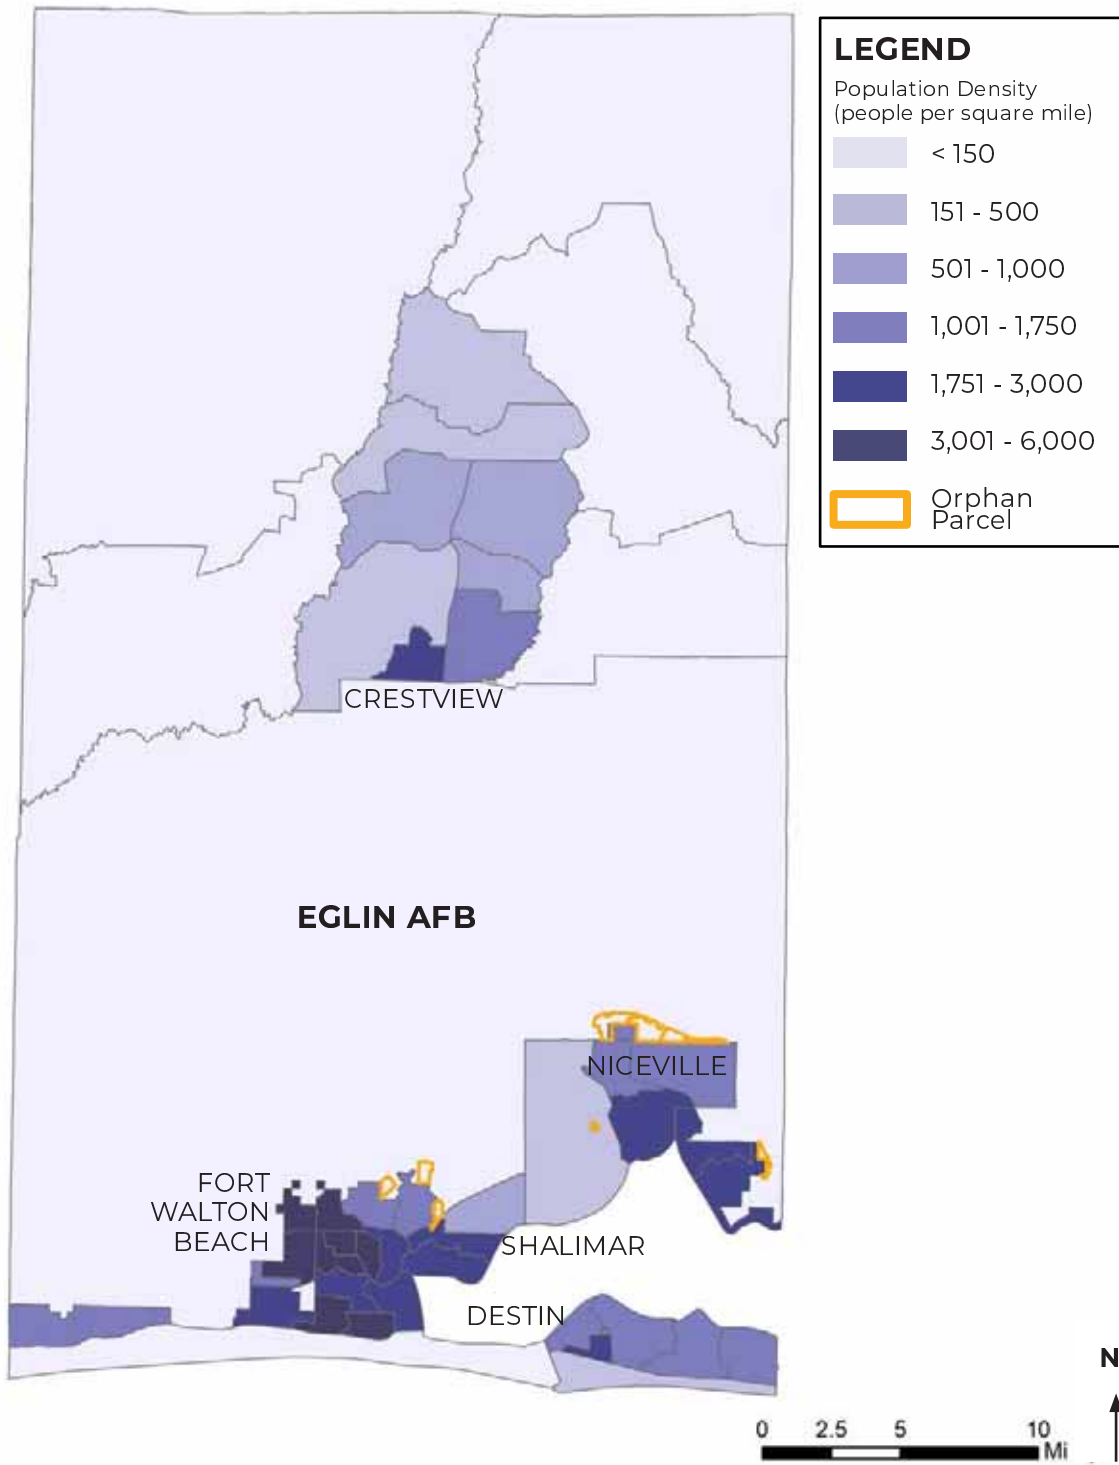 LEGEND
Population Density
(people per square mile)
< 150
151 - 500
501 - 1,000
1,001 - 1,750
1,751 - 3,000
3,001 - 6,000
Orphan
Parcel
CRESTVIEW
EGLIN AFB
NICEVILLE
FORT
WALTON
BEACH
SHALIMAR
DESTIN
N
0 2.5 5 10
Mi